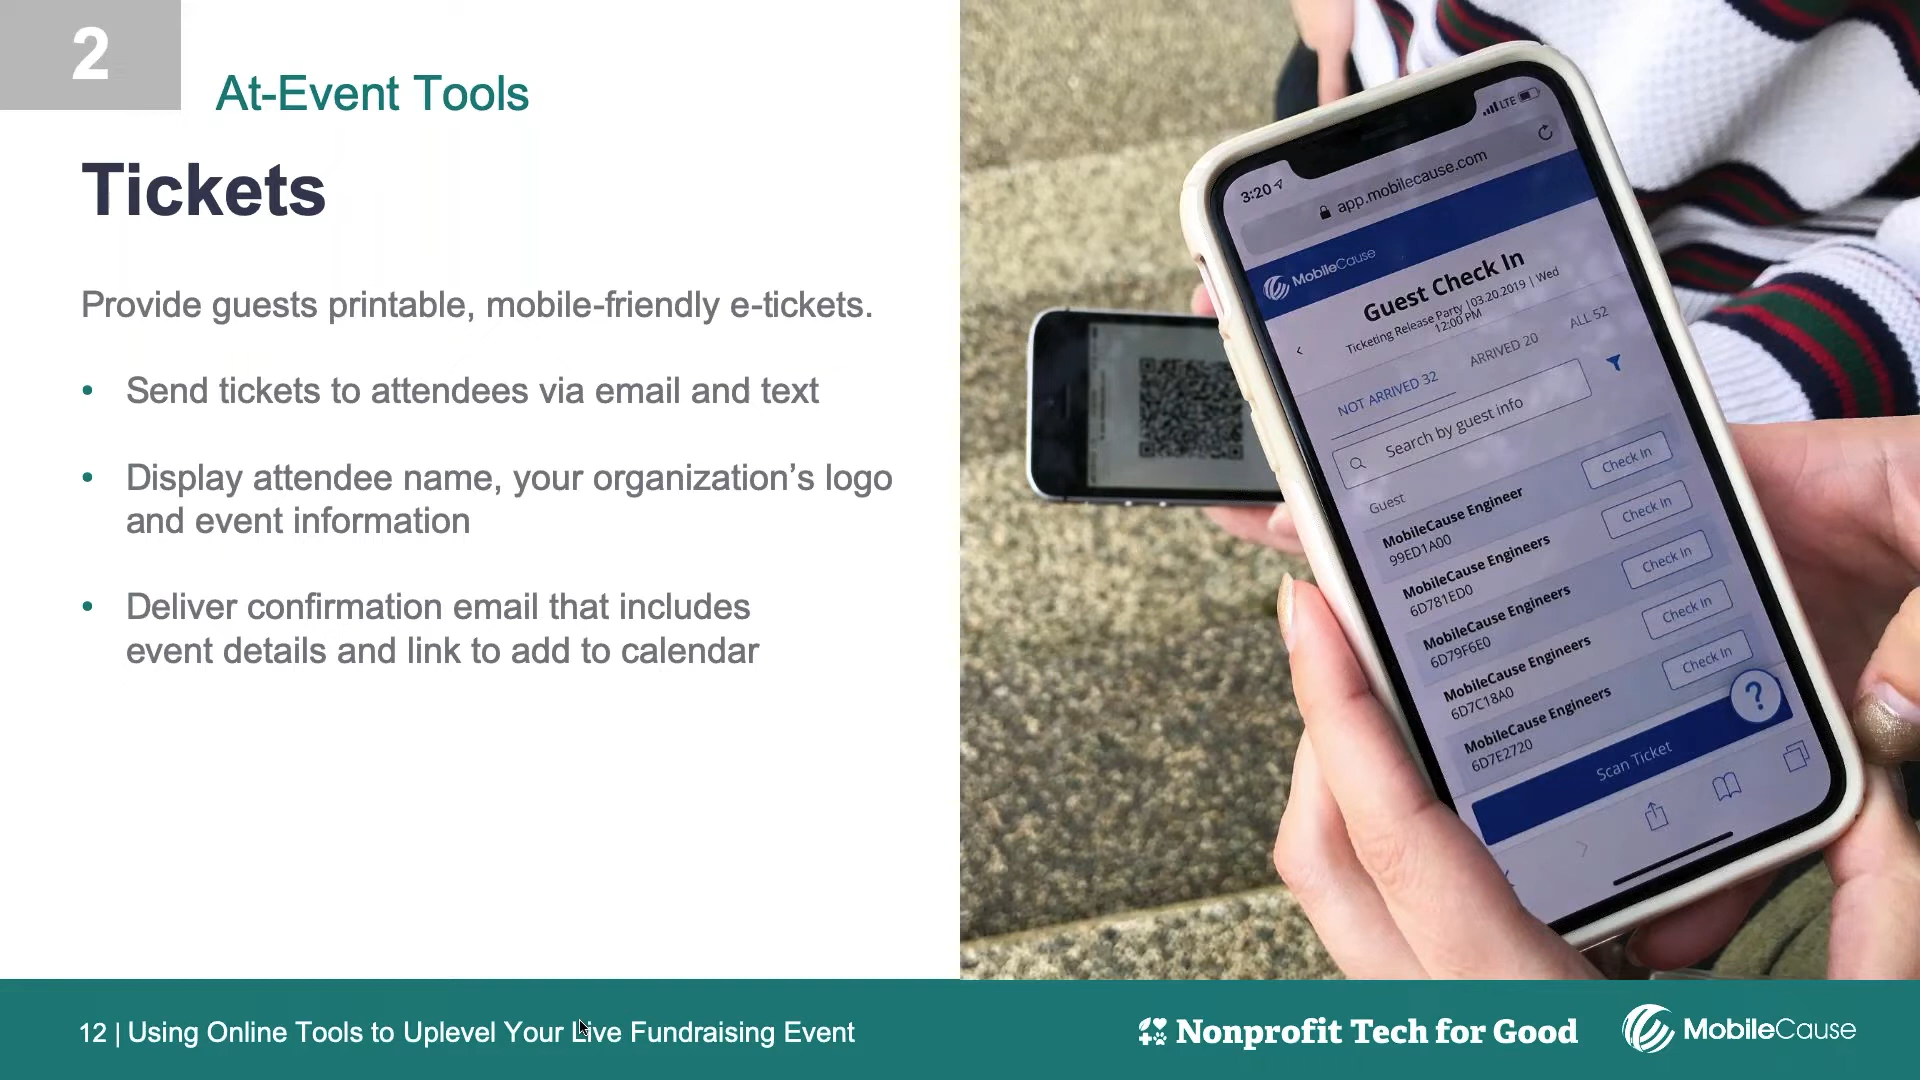 2
At-Event Tools
Tickets
Provide guests printable, mobile-friendly e-tickets.
• Send tickets to attendees via email and text
• Display attendee name, your organization’s logo
and event information
• Deliver confirmation email that includes
event details and link to add to calendar
3:20
LTE
app.mobilecause.com
MobileCause
Guest Check In
Ticketing Release Party | 03.20.2019 | Wed
12:00 PM
NOT ARRIVED 32
ARRIVED 20
ALL 52
Search by guest info
Guest
MobileCause Engineer
99ED1A00
Check In
MobileCause Engineers
6D781ED0
Check In
MobileCause Engineers
6D79F6E0
Check In
MobileCause Engineers
6D7C18A0
Check In
MobileCause Engineers
6D7E2720
Check In
?
Scan Ticket
12 | Using Online Tools to Uplevel Your Live Fundraising Event
Nonprofit Tech for Good
MobileCause